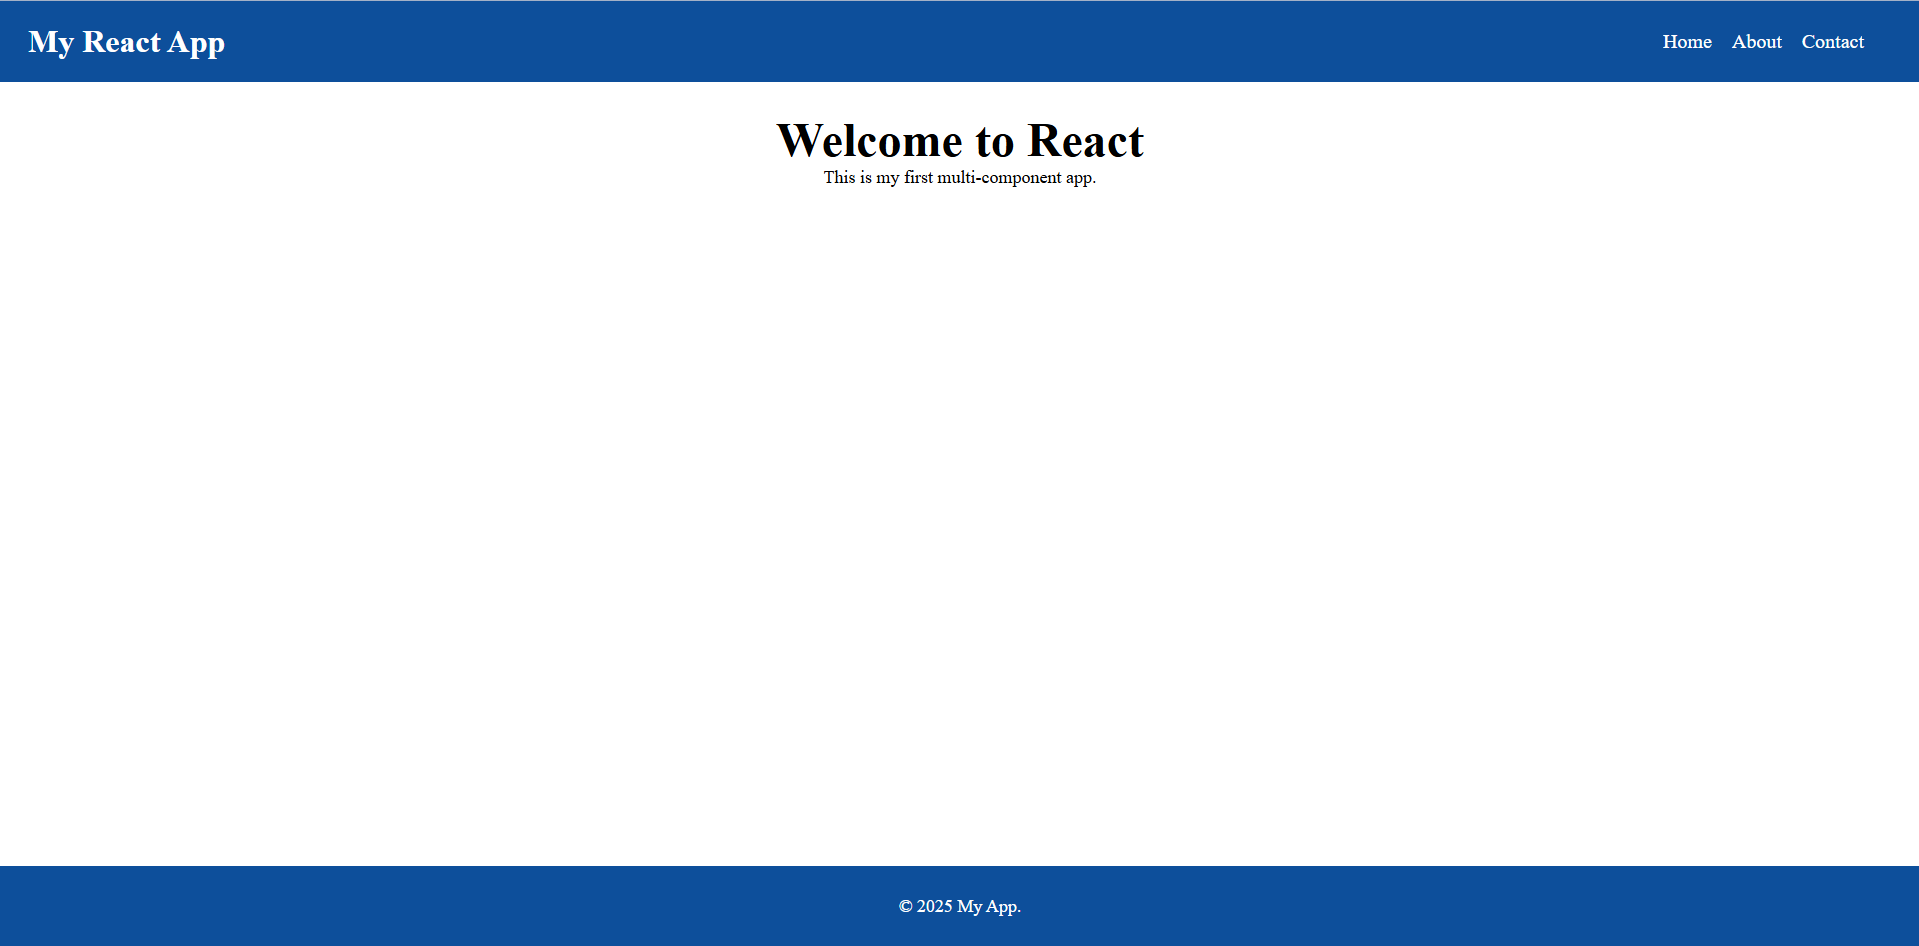 My React App
Home About Contact
Welcome to React
This is my first multi-component app.
© 2025 My App.